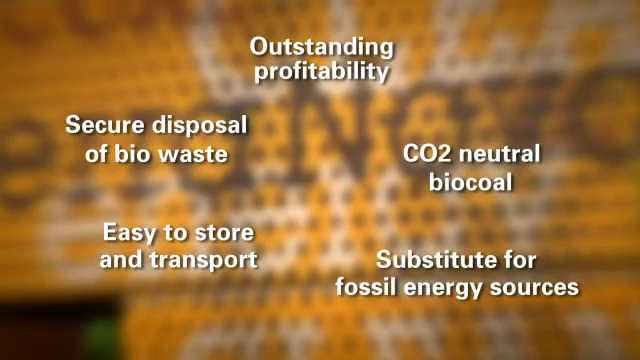 Outstanding
profitability
Secure disposal
of bio waste
CO2 neutral
biocoal
Easy to store
and transport
Substitute for
fossil energy sources